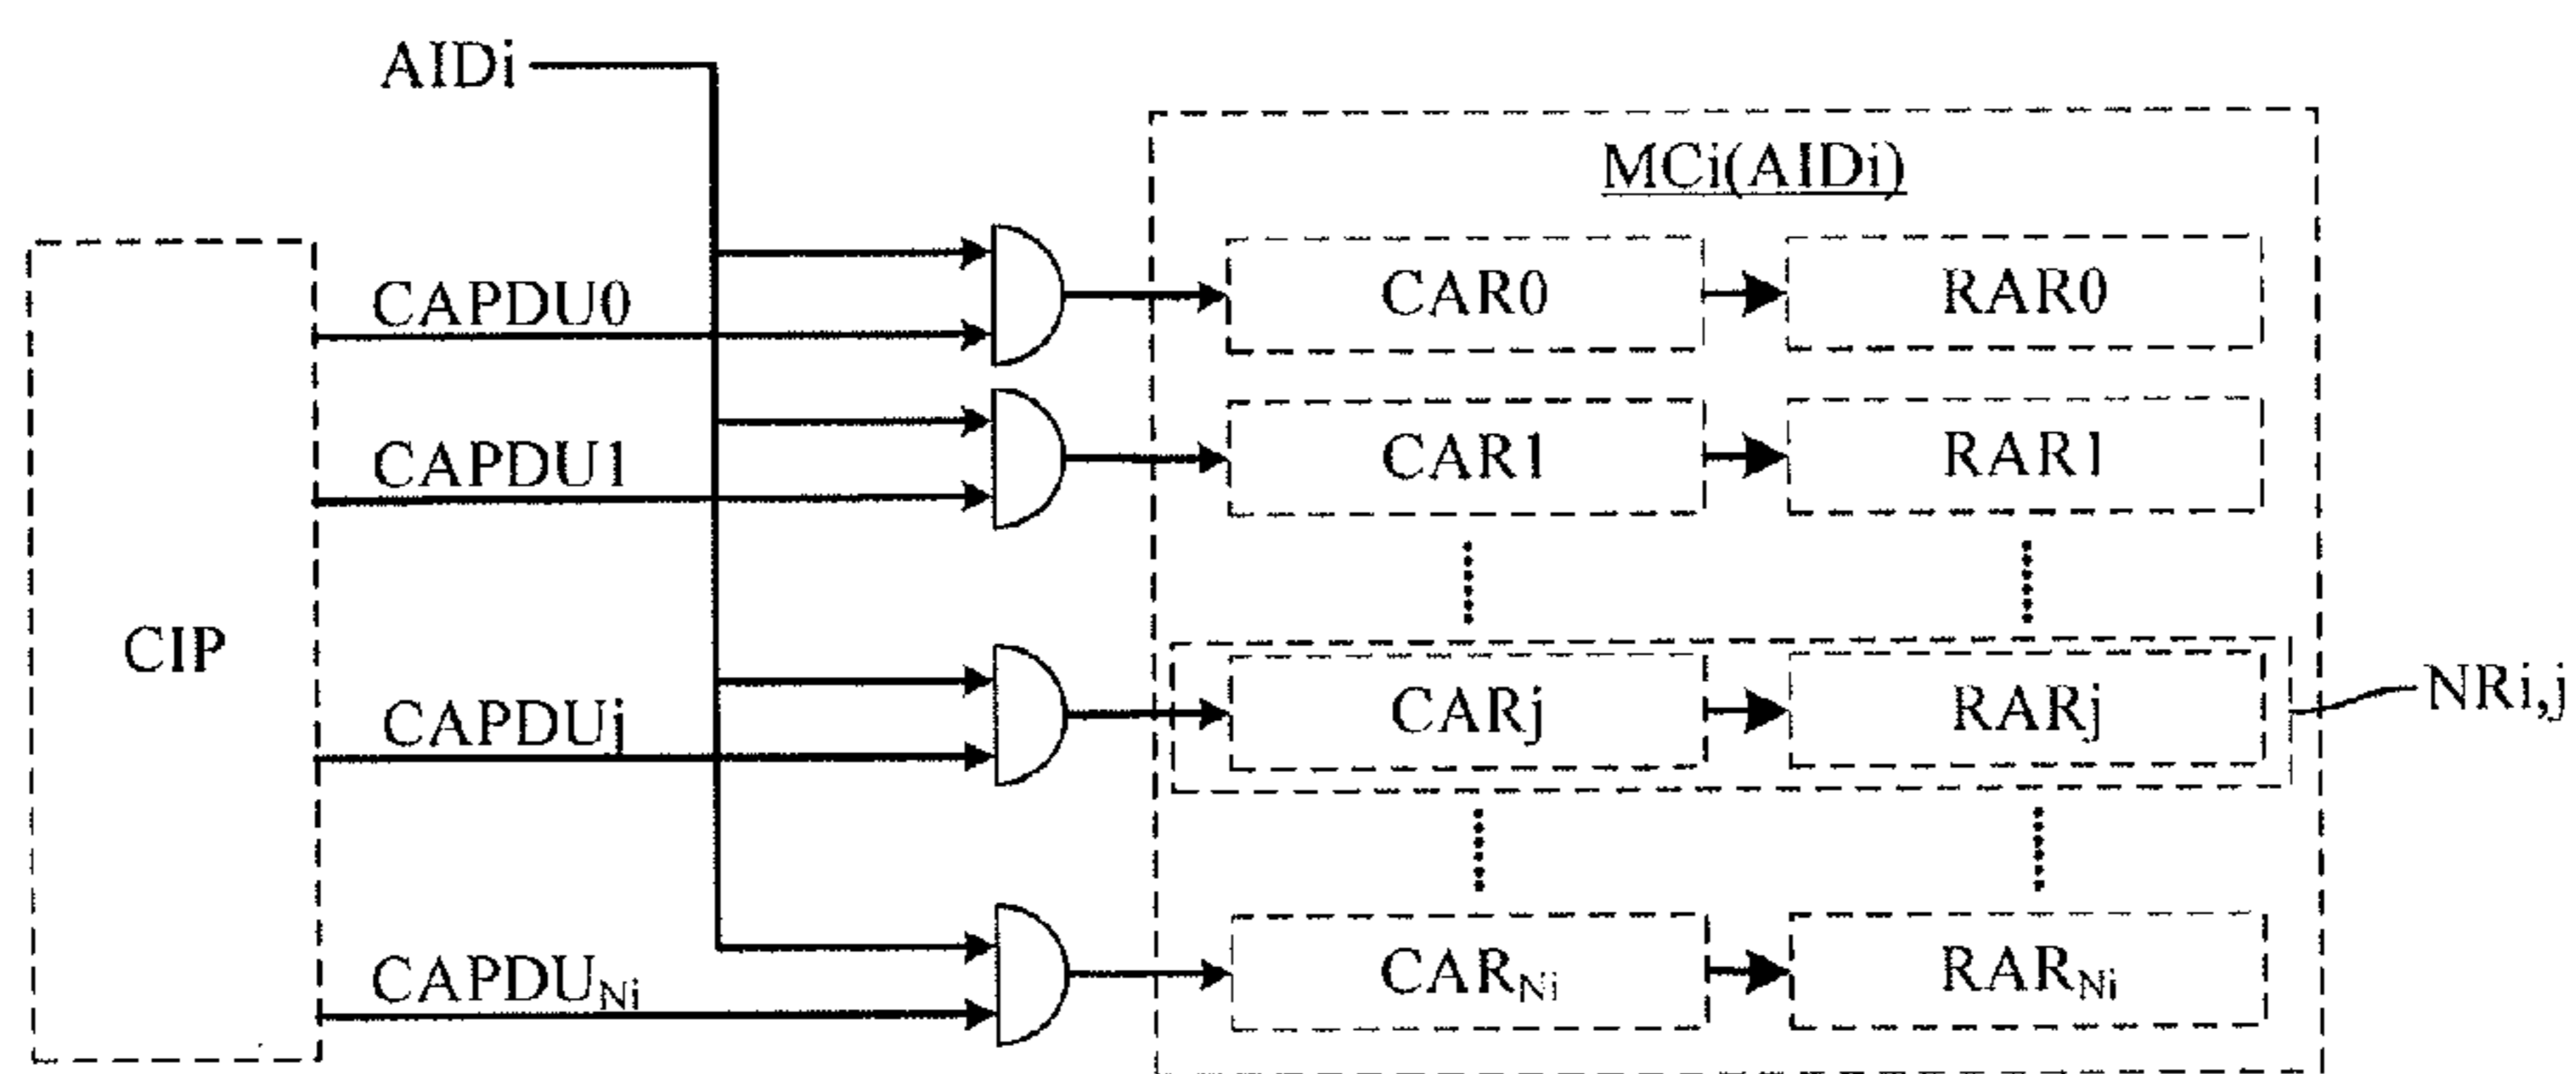 AIDi
MCi(AIDi)
CAPDU0
CAR0
RAR0
CAPDU1
CAR1
RAR1
CIP
CAPDUj
CARj
RARj
NRi,j
CAPDUNi
CARNi
RARNi